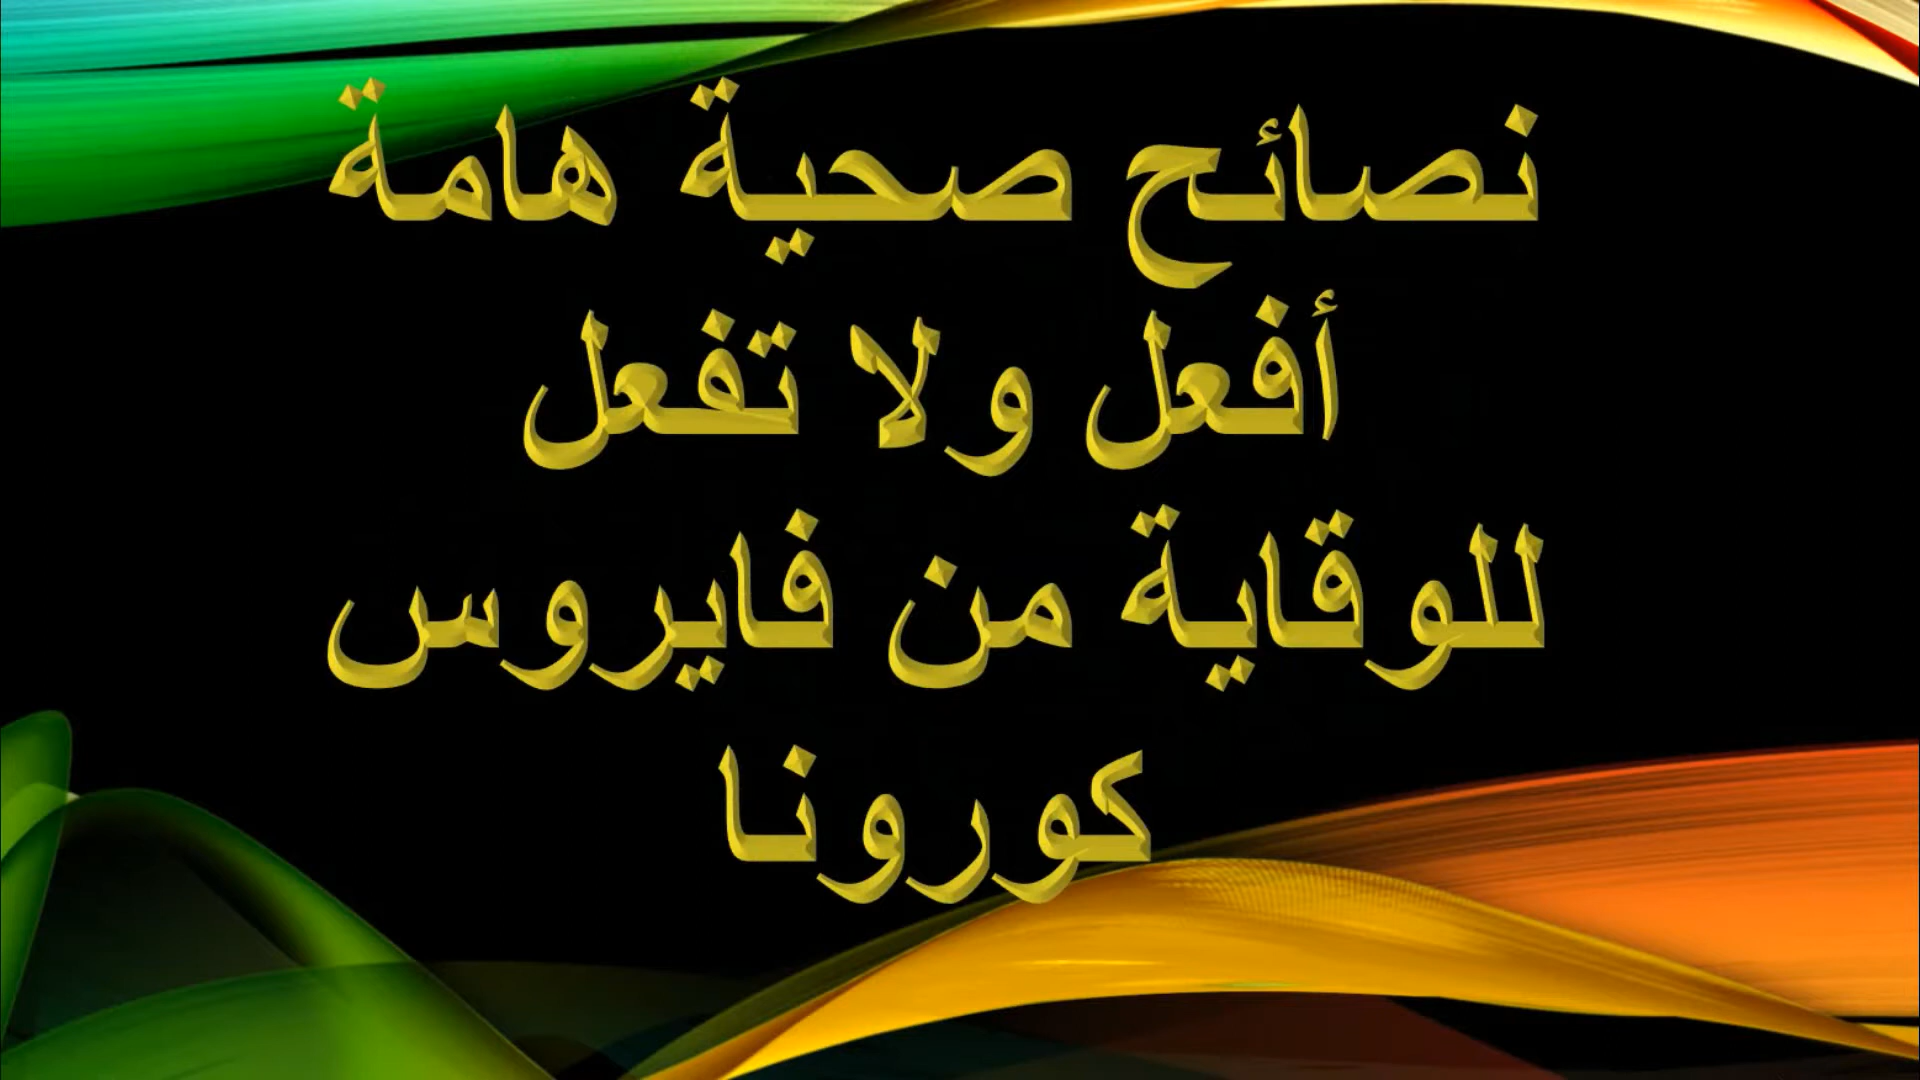 نصائح صحية هامة
أفعل ولا تفعل
للوقاية من فايروس
كورونا